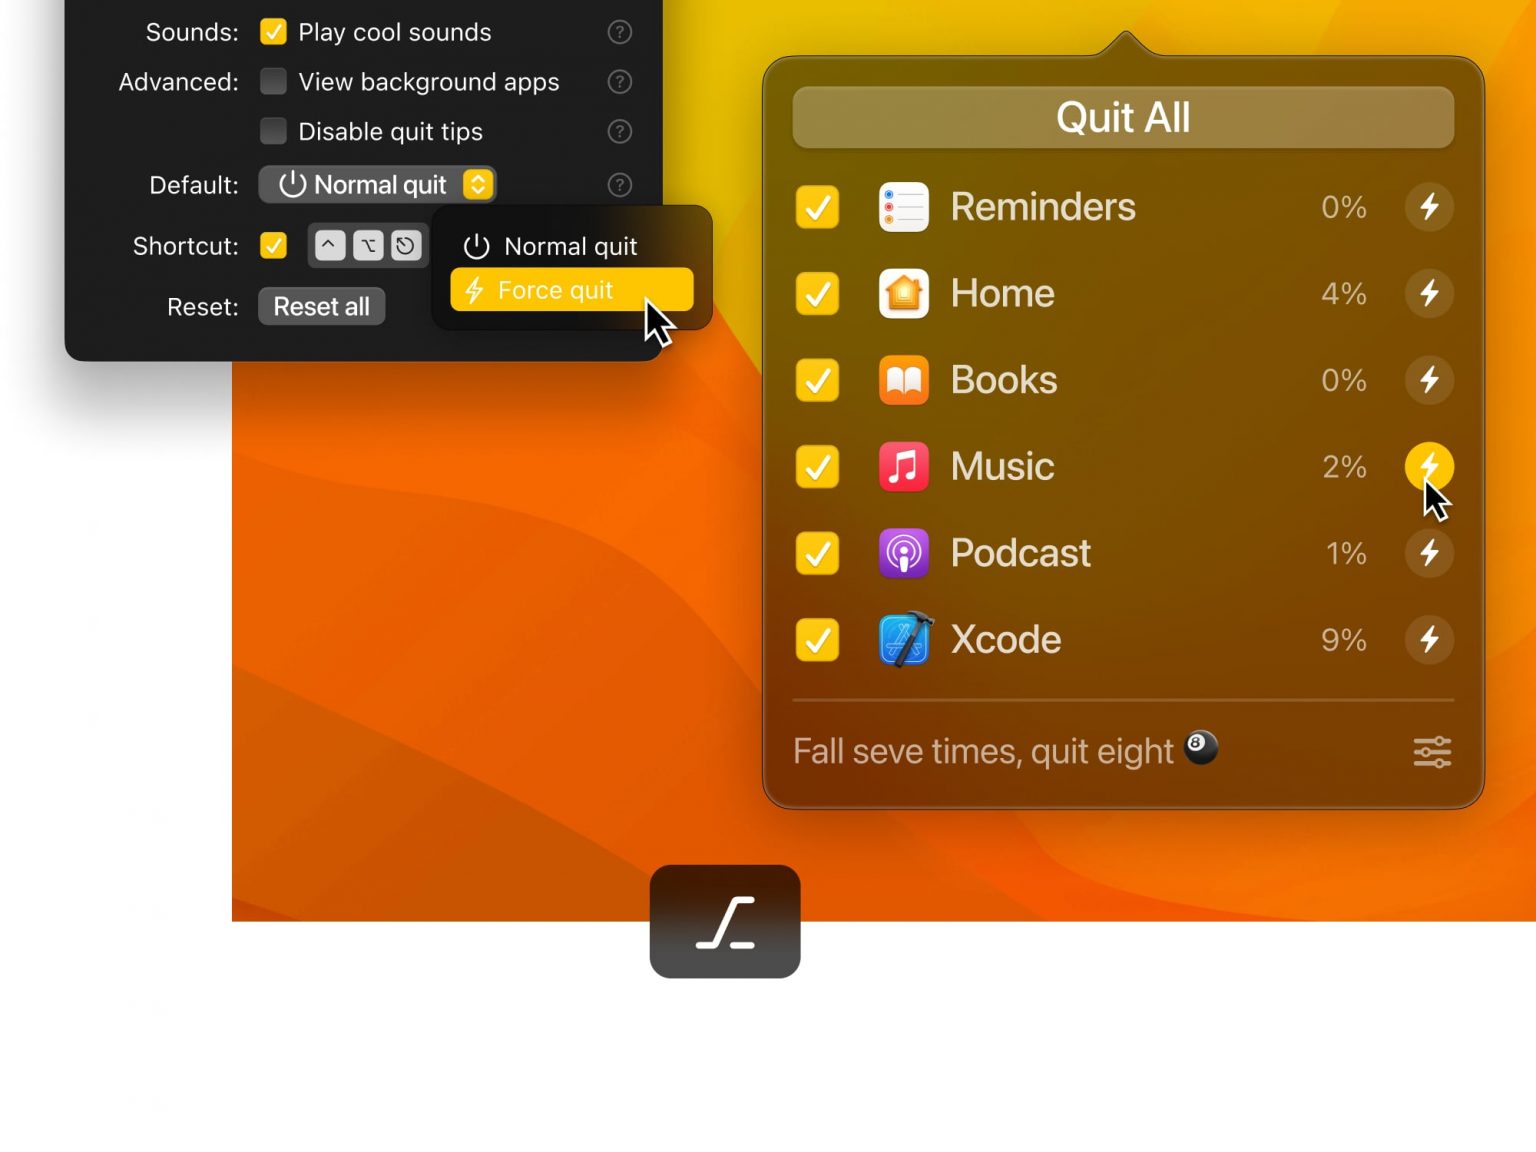 Sounds: Play cool sounds ?
Advanced: View background apps ?
Disable quit tips ?
Default: Normal quit ?
Shortcut: ^ ⌥
Normal quit
Force quit
Reset: Reset all
Quit All
Reminders 0%
Home 4%
Books 0%
Music 2%
Podcast 1%
Xcode 9%
Fall seve times, quit eight 🎱